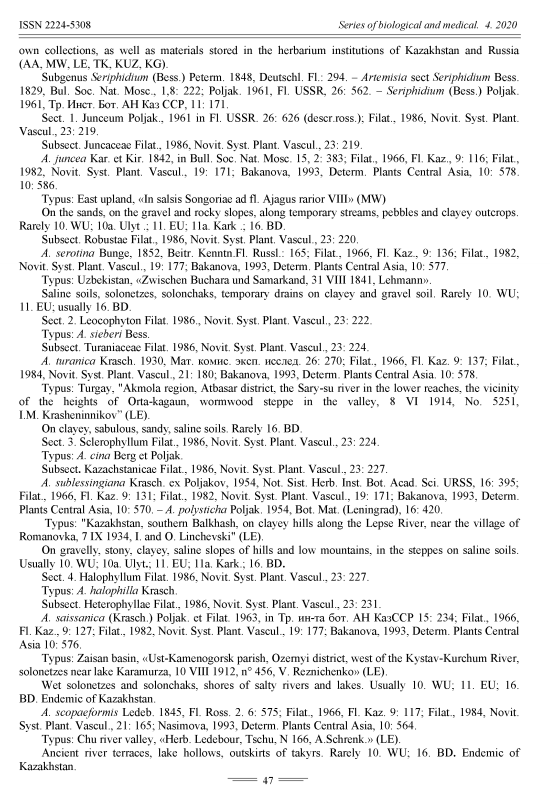 ISSN 2224-5308 Series of biological and medical. 4. 2020
own collections, as well as materials stored in the herbarium institutions of Kazakhstan and Russia
(AA, MW, LE, TK, KUZ, KG).
Subgenus Seriphidium (Bess.) Peterm. 1848, Deutschl. Fl.: 294. – Artemisia sect Seriphidium Bess.
1829, Bul. Soc. Nat. Mosc., 1,8: 222; Poljak. 1961, Fl. USSR, 26: 562. – Seriphidium (Bess.) Poljak.
1961, Тр. Инст. Бот. АН Каз ССР, 11: 171.
Sect. 1. Junceum Poljak., 1961 in Fl. USSR. 26: 626 (descr.ross.); Filat., 1986, Novit. Syst. Plant.
Vascul., 23: 219.
Subsect. Juncaceae Filat., 1986, Novit. Syst. Plant. Vascul., 23: 219.
A. juncea Kar. et Kir. 1842, in Bull. Soc. Nat. Mosc. 15, 2: 383; Filat., 1966, Fl. Kaz., 9: 116; Filat.,
1982, Novit. Syst. Plant. Vascul., 19: 171; Bakanova, 1993, Determ. Plants Central Asia, 10: 578.
10: 586.
Typus: East upland, «In salsis Songoriae ad fl. Ajagus rarior VIII» (MW)
On the sands, on the gravel and rocky slopes, along temporary streams, pebbles and clayey outcrops.
Rarely 10. WU; 10a. Ulyt .; 11. EU; 11a. Kark .; 16. BD.
Subsect. Robustae Filat., 1986, Novit. Syst. Plant. Vascul., 23: 220.
A. serotina Bunge, 1852, Beitr. Kenntn.Fl. Russl.: 165; Filat., 1966, Fl. Kaz., 9: 136; Filat., 1982,
Novit. Syst. Plant. Vascul., 19: 177; Bakanova, 1993, Determ. Plants Central Asia, 10: 577.
Typus: Uzbekistan, «Zwischen Buchara und Samarkand, 31 VIII 1841, Lehmann».
Saline soils, solonetzes, solonchaks, temporary drains on clayey and gravel soil. Rarely 10. WU;
11. EU; usually 16. BD.
Sect. 2. Leocophyton Filat. 1986., Novit. Syst. Plant. Vascul., 23: 222.
Typus: A. sieberi Bess.
Subsect. Turaniaceae Filat. 1986, Novit. Syst. Plant. Vascul., 23: 224.
A. turanica Krasch. 1930, Мат. комис. эксп. исслед. 26: 270; Filat., 1966, Fl. Kaz. 9: 137; Filat.,
1984, Novit. Syst. Plant. Vascul., 21: 180; Bakanova, 1993, Determ. Plants Central Asia. 10: 578.
Typus: Turgay, "Akmola region, Atbasar district, the Sary-su river in the lower reaches, the vicinity
of the heights of Orta-kagaun, wormwood steppe in the valley, 8 VI 1914, No. 5251,
I.M. Krasheninnikov” (LE).
On clayey, sabulous, sandy, saline soils. Rarely 16. BD.
Sect. 3. Sclerophyllum Filat., 1986, Novit. Syst. Plant. Vascul., 23: 224.
Typus: A. cina Berg et Poljak.
Subsect. Kazachstanicae Filat., 1986, Novit. Syst. Plant. Vascul., 23: 227.
A. sublessingiana Krasch. ex Poljakov, 1954, Not. Sist. Herb. Inst. Bot. Acad. Sci. URSS, 16: 395;
Filat., 1966, Fl. Kaz. 9: 131; Filat., 1982, Novit. Syst. Plant. Vascul., 19: 171; Bakanova, 1993, Determ.
Plants Central Asia, 10: 570. – A. polysticha Poljak. 1954, Bot. Mat. (Leningrad), 16: 420.
Typus: "Kazakhstan, southern Balkhash, on clayey hills along the Lepse River, near the village of
Romanovka, 7 IX 1934, I. and O. Linchevski" (LE).
On gravelly, stony, clayey, saline slopes of hills and low mountains, in the steppes on saline soils.
Usually 10. WU; 10a. Ulyt.; 11. EU; 11a. Kark.; 16. BD.
Sect. 4. Halophyllum Filat. 1986, Novit. Syst. Plant. Vascul., 23: 227.
Typus: A. halophilla Krasch.
Subsect. Heterophyllae Filat., 1986, Novit. Syst. Plant. Vascul., 23: 231.
A. saissanica (Krasch.) Poljak. et Filat. 1963, in Тр. ин-та бот. АН КазССР 15: 234; Filat., 1966,
Fl. Kaz., 9: 127; Filat., 1982, Novit. Syst. Plant. Vascul., 19: 177; Bakanova, 1993, Determ. Plants Central
Asia 10: 576.
Typus: Zaisan basin, «Ust-Kamenogorsk parish, Ozernyi district, west of the Kystav-Kurchum River,
solonetzes near lake Karamurza, 10 VIII 1912, n° 456, V. Reznichenko» (LE).
Wet solonetzes and solonchaks, shores of salty rivers and lakes. Usually 10. WU; 11. EU; 16.
BD. Endemic of Kazakhstan.
A. scopaeformis Ledeb. 1845, Fl. Ross. 2. 6: 575; Filat., 1966, Fl. Kaz. 9: 117; Filat., 1984, Novit.
Syst. Plant. Vascul., 21: 165; Nasimova, 1993, Determ. Plants Central Asia, 10: 564.
Typus: Chu river valley, «Herb. Ledebour, Tschu, N 166, A.Schrenk.» (LE).
Ancient river terraces, lake hollows, outskirts of takyrs. Rarely 10. WU; 16. BD. Endemic of
Kazakhstan.
47